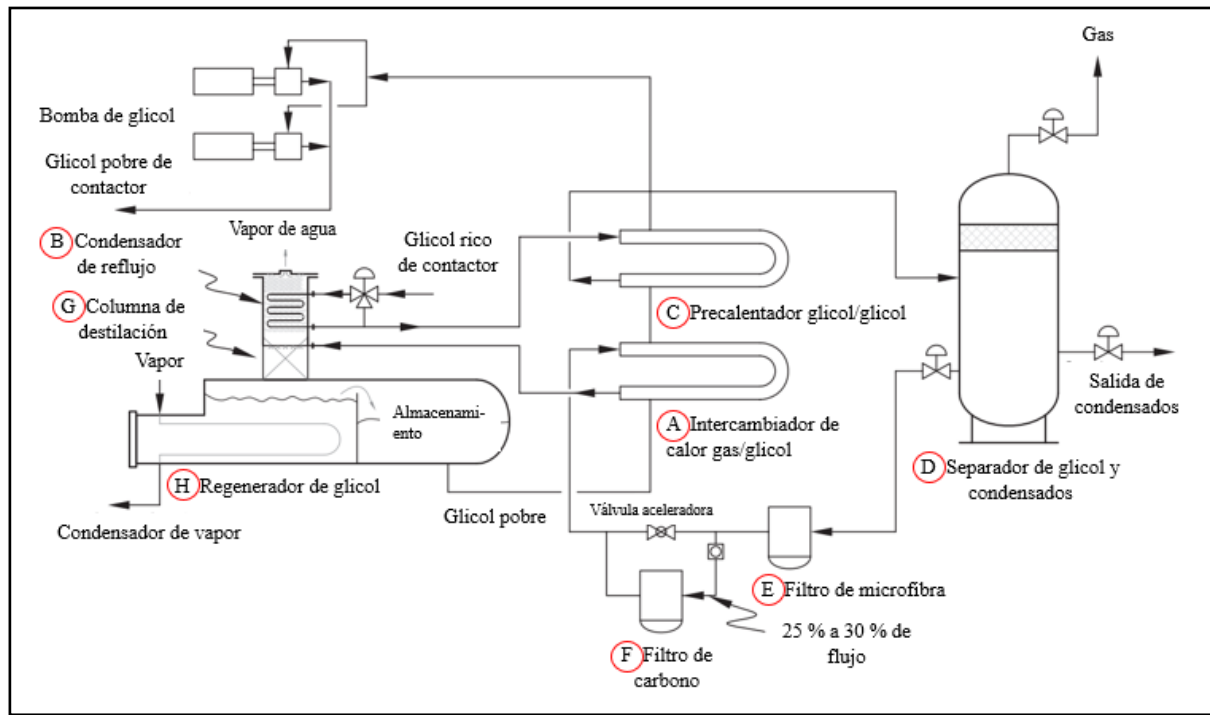 Gas
Bomba de glicol
Glicol pobre de
contactor
Vapor de agua
B Condensador
de reflujo
Glicol rico
de contactor
G Columna de
destilación
C Precalentador glicol/glicol
Vapor
Almacenami-
ento
Salida de
condensados
A Intercambiador de
calor gas/glicol
D Separador de glicol y
condensados
H Regenerador de glicol
Glicol pobre
Válvula aceleradora
Condensador de vapor
E Filtro de microfibra
25 % a 30 % de
flujo
F Filtro de
carbono